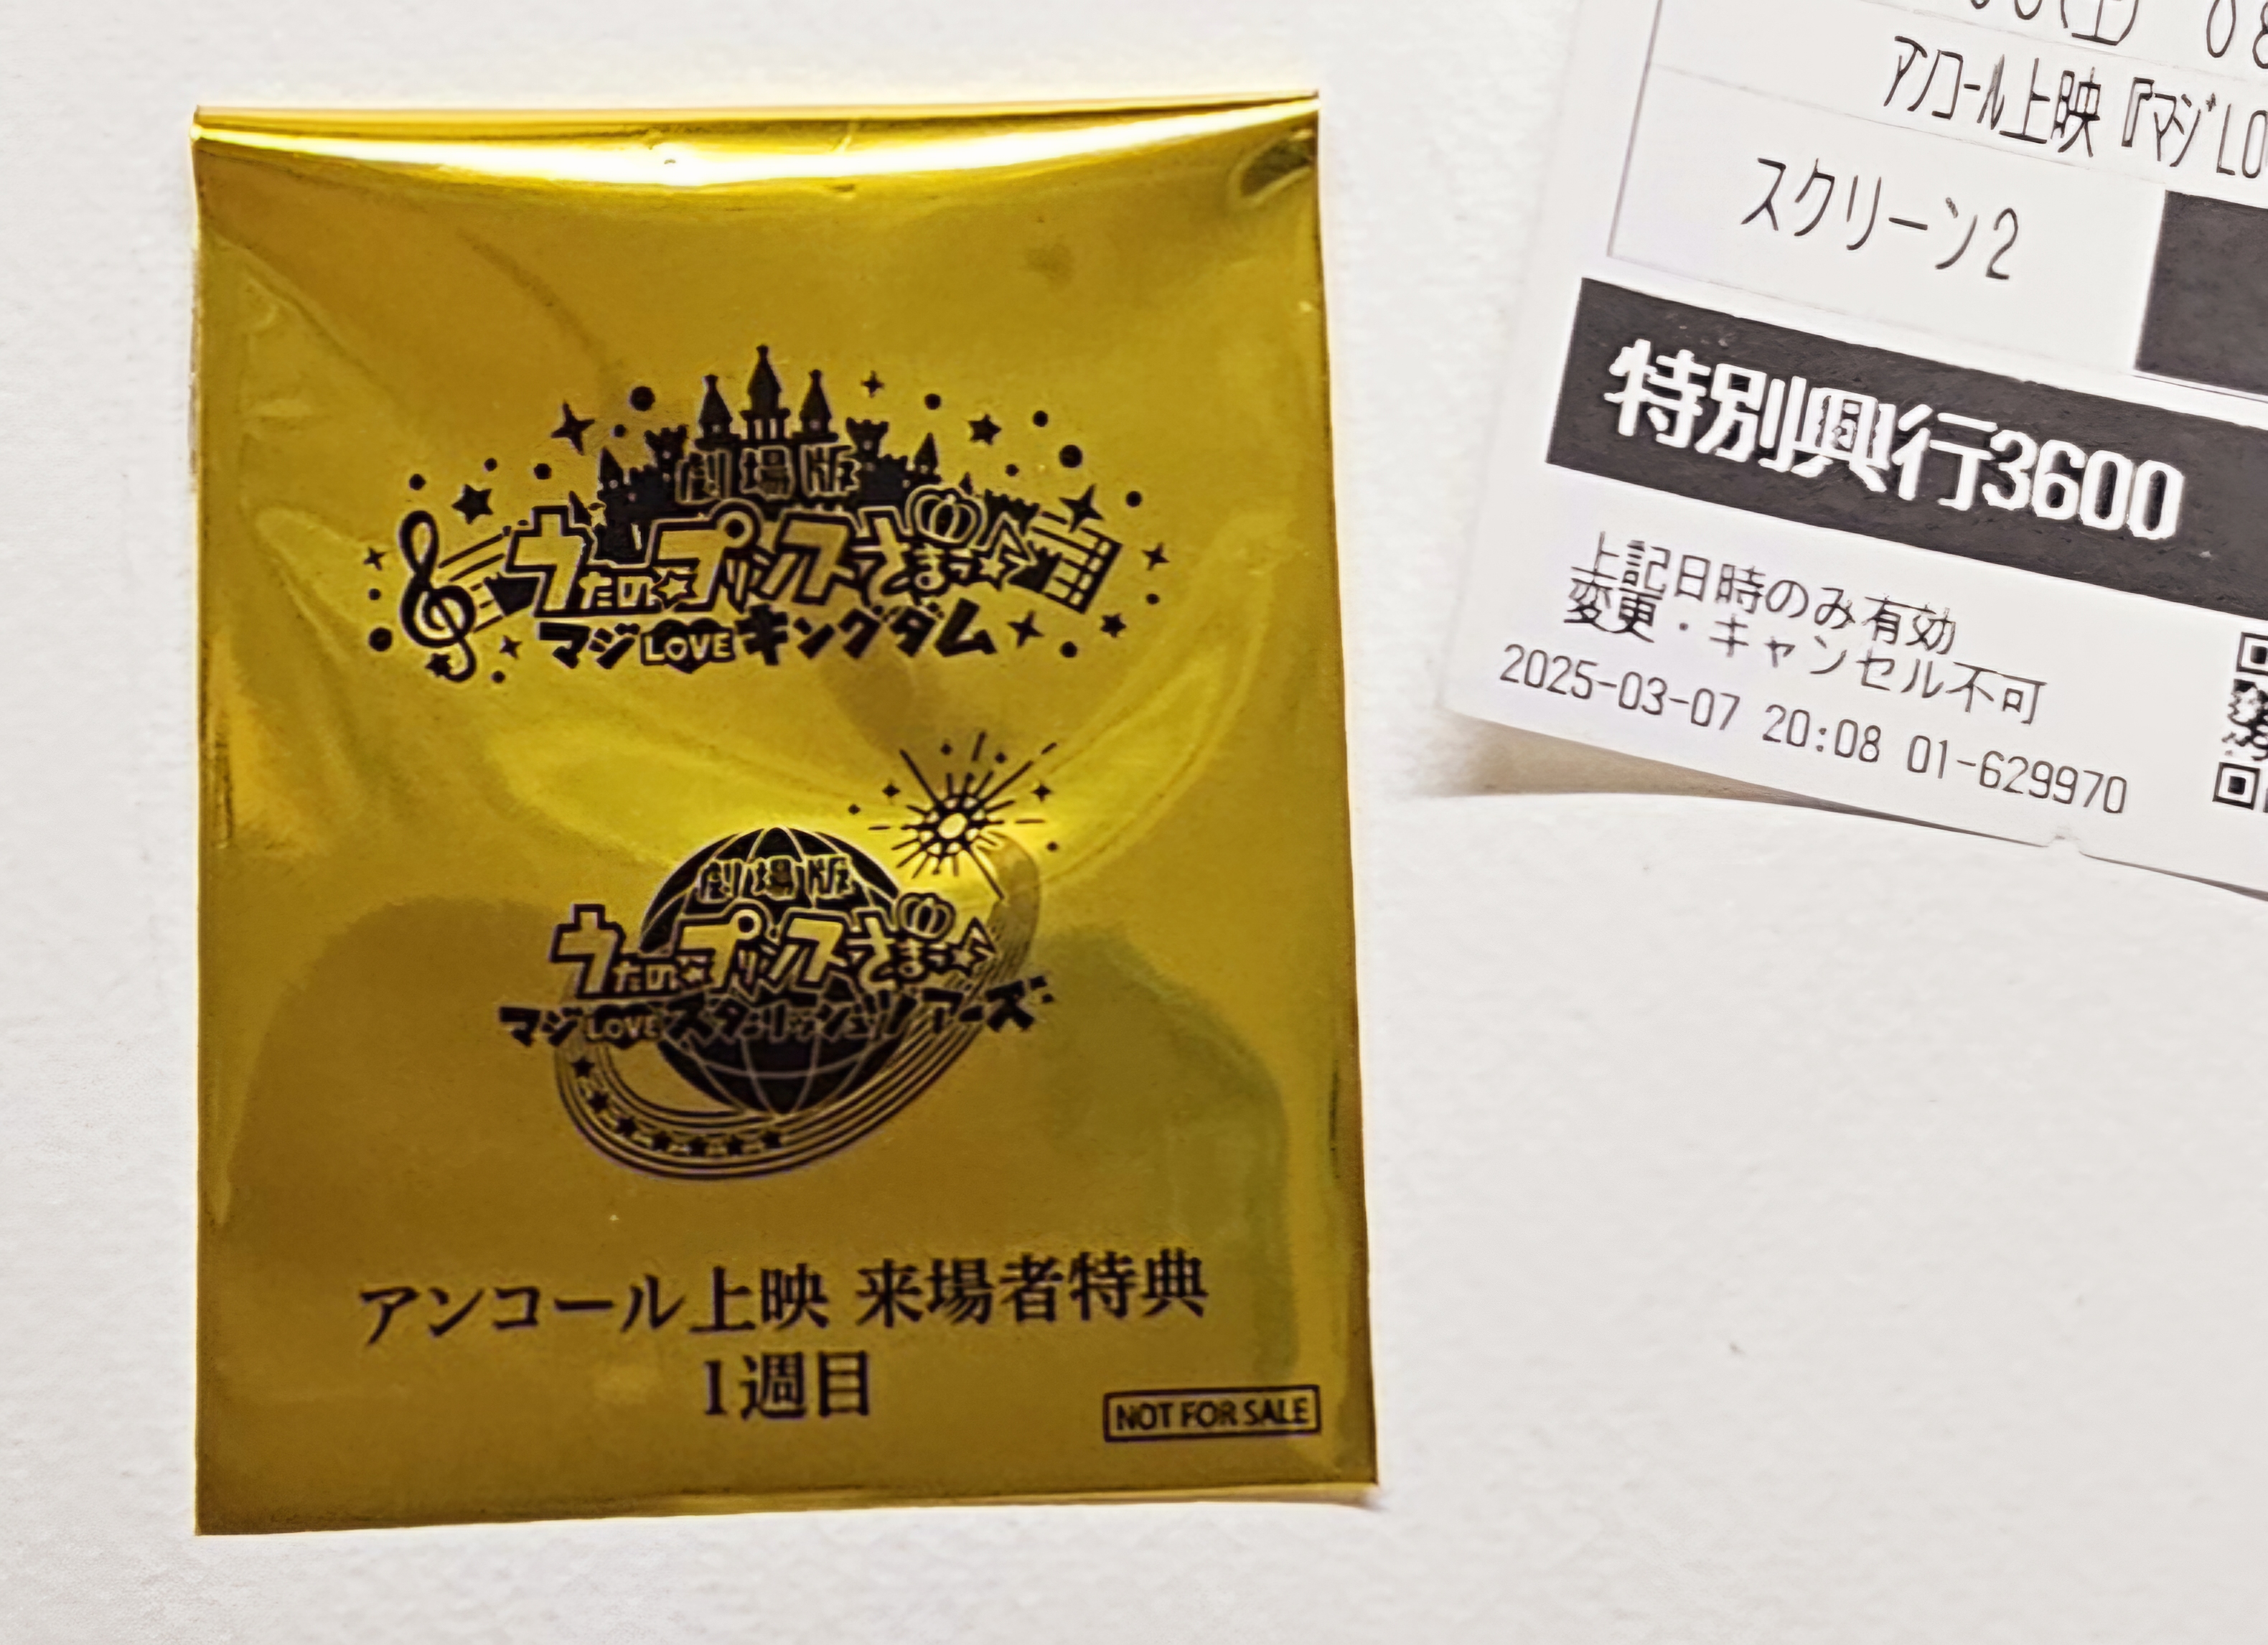 劇場版
うたの☆プリンスさまっ♪
マジLOVEキングダム
劇場版
うたの☆プリンスさまっ♪
マジLOVEスターリッシュツアーズ
アンコール上映 来場者特典
1週目
NOT FOR SALE
(土)
アンコール上映『マジLO
スクリーン2
特別興行3600
上記日時のみ有効
変更・キャンセル不可
2025-03-07 20:08 01-629970